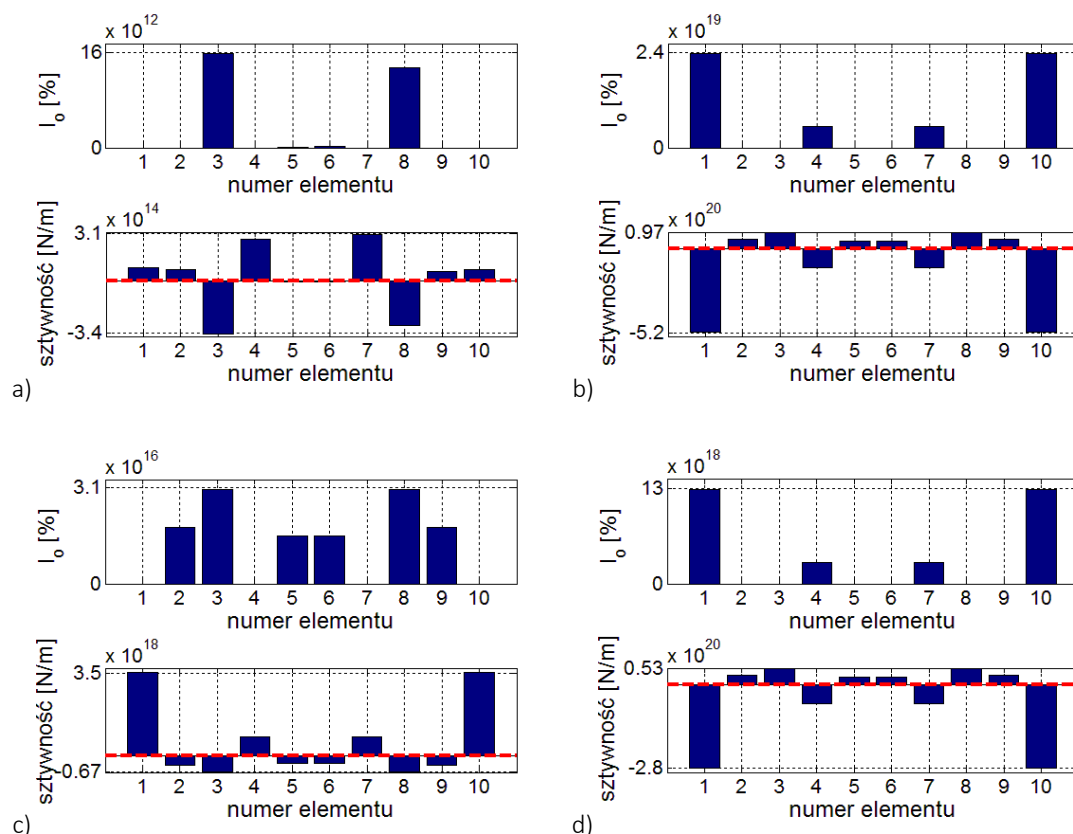 x 10^12
16
I_o [%]
0
1 2 3 4 5 6 7 8 9 10
numer elementu
x 10^14
3.1
sztywność [N/m]
-3.4
1 2 3 4 5 6 7 8 9 10
numer elementu
a)
x 10^19
2.4
I_o [%]
0
1 2 3 4 5 6 7 8 9 10
numer elementu
x 10^20
0.97
sztywność [N/m]
-5.2
1 2 3 4 5 6 7 8 9 10
numer elementu
b)
x 10^16
3.1
I_o [%]
0
1 2 3 4 5 6 7 8 9 10
numer elementu
x 10^18
3.5
sztywność [N/m]
-0.67
1 2 3 4 5 6 7 8 9 10
numer elementu
c)
x 10^18
13
I_o [%]
0
1 2 3 4 5 6 7 8 9 10
numer elementu
x 10^20
0.53
sztywność [N/m]
-2.8
1 2 3 4 5 6 7 8 9 10
numer elementu
d)